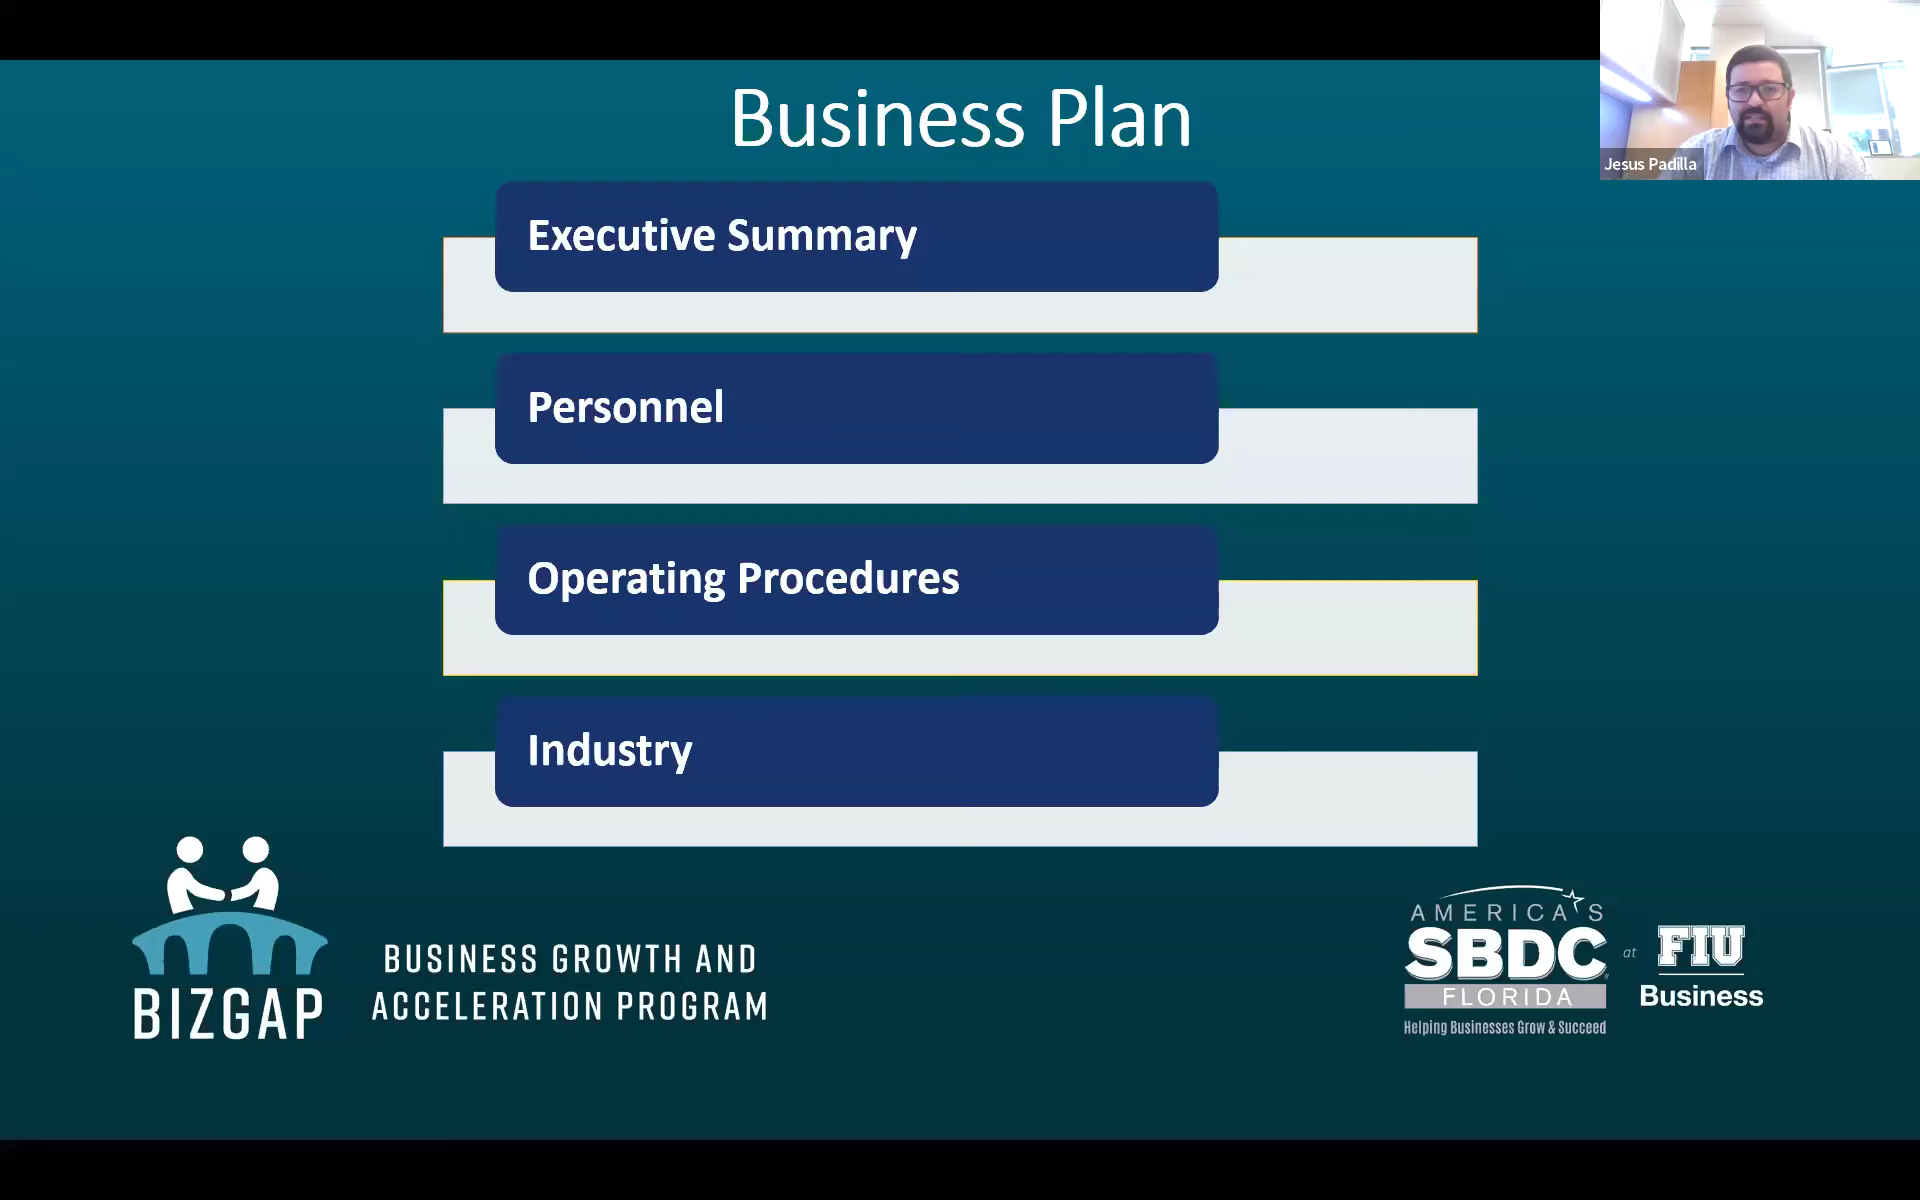 Business Plan
Jesus Padilla
Executive Summary
Personnel
Operating Procedures
Industry
BIZGAP
BUSINESS GROWTH AND
ACCELERATION PROGRAM
AMERICA'S
SBDC
FLORIDA
Helping Businesses Grow & Succeed
at
FIU
Business